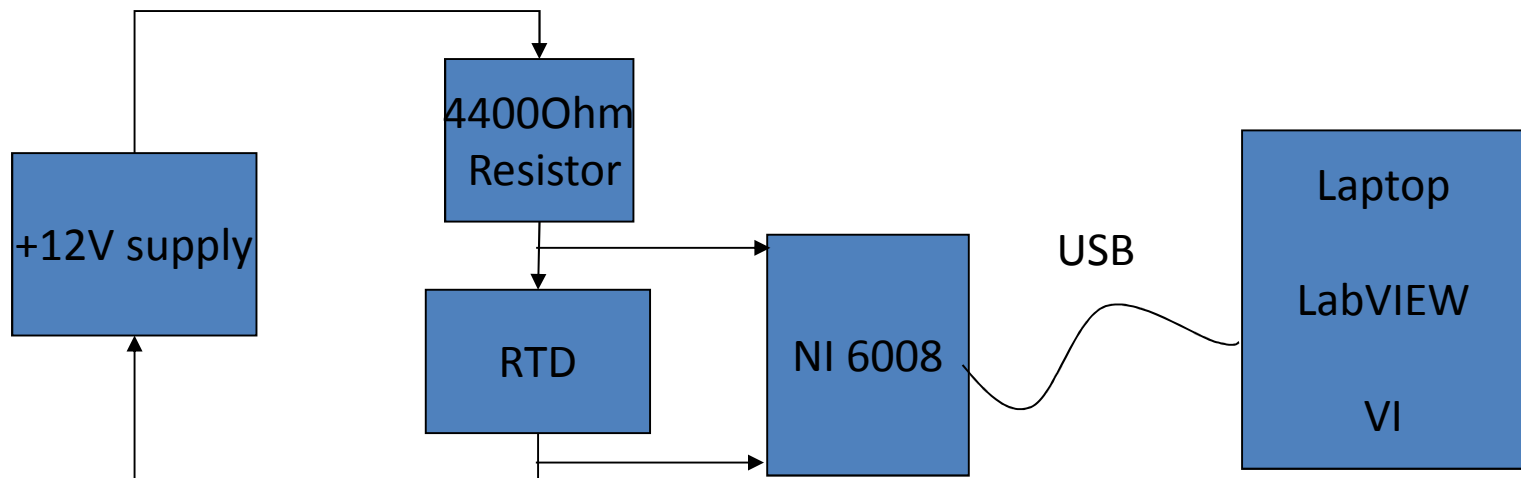 4400Ohm
Resistor
+12V supply
RTD
NI 6008
USB
Laptop
LabVIEW
VI